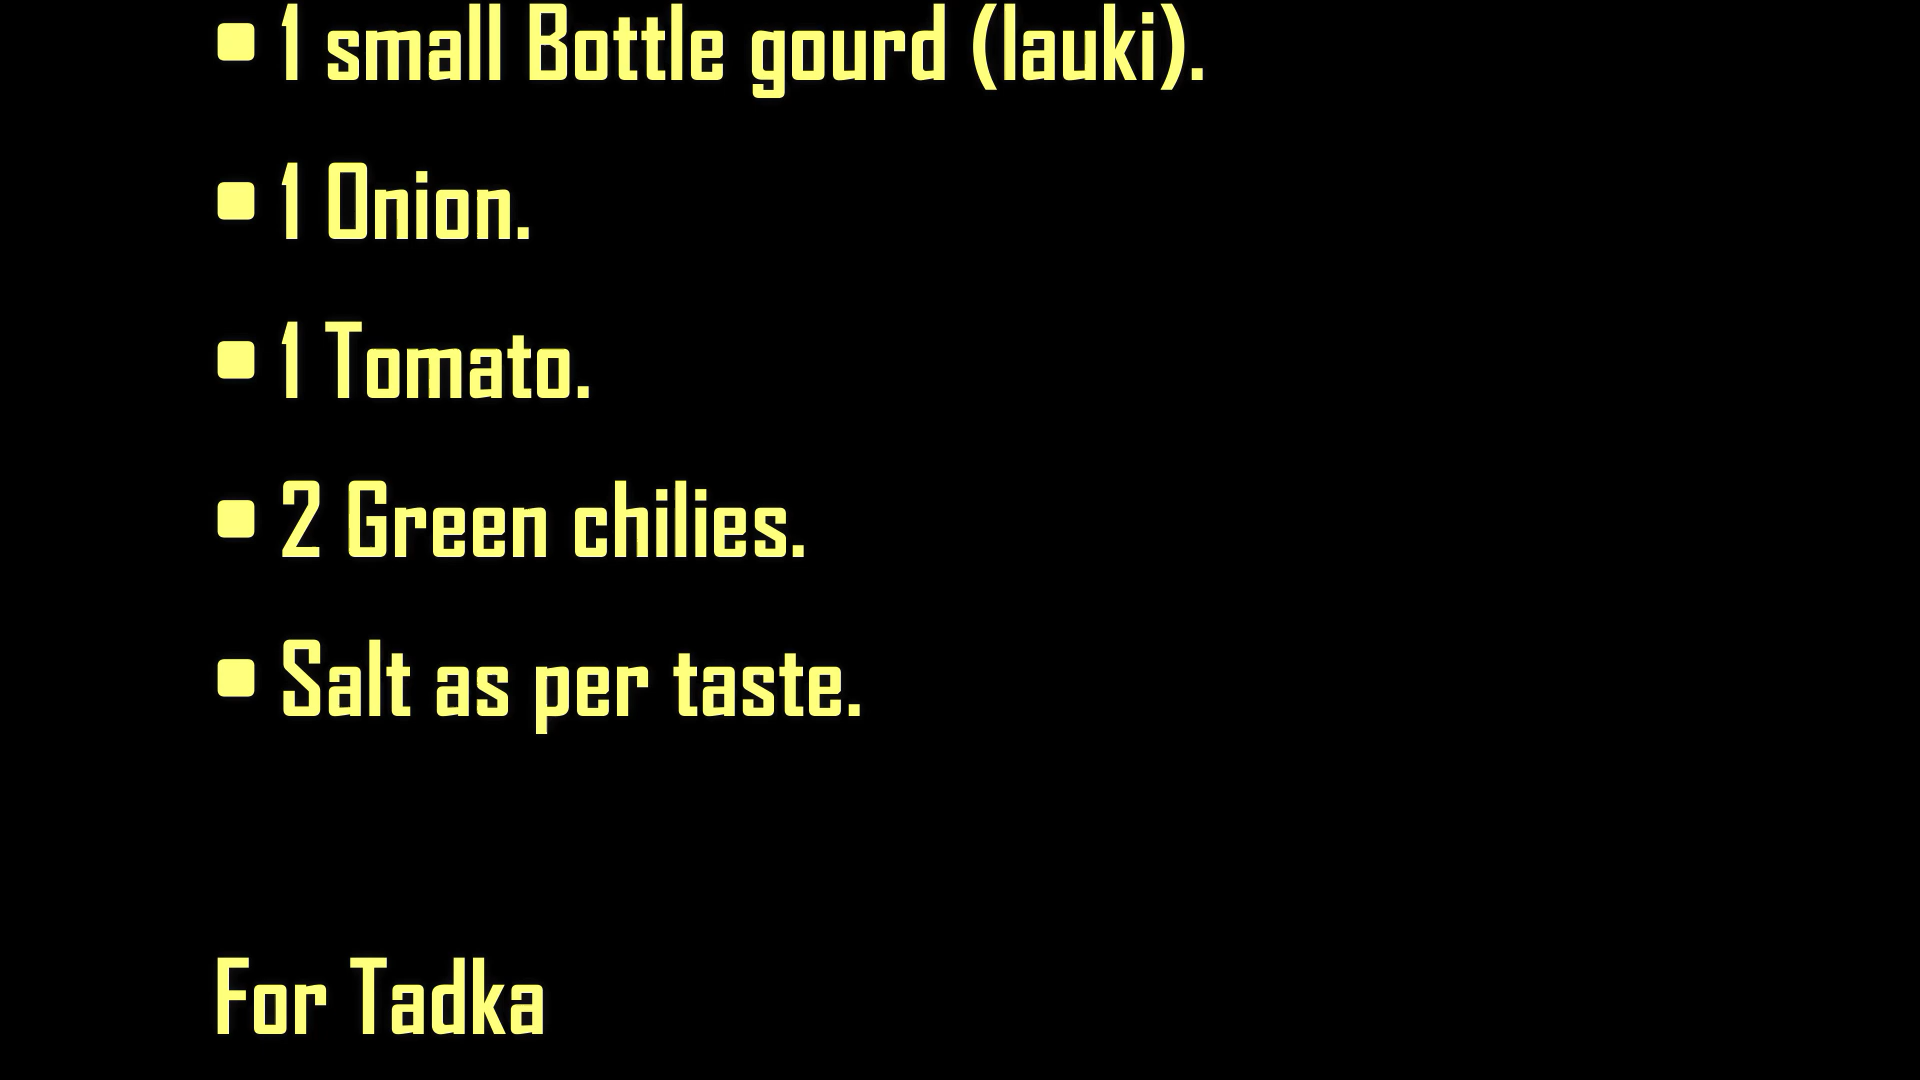 ▪ 1 small Bottle gourd (lauki).
▪ 1 Onion.
▪ 1 Tomato.
▪ 2 Green chilies.
▪ Salt as per taste.
For Tadka